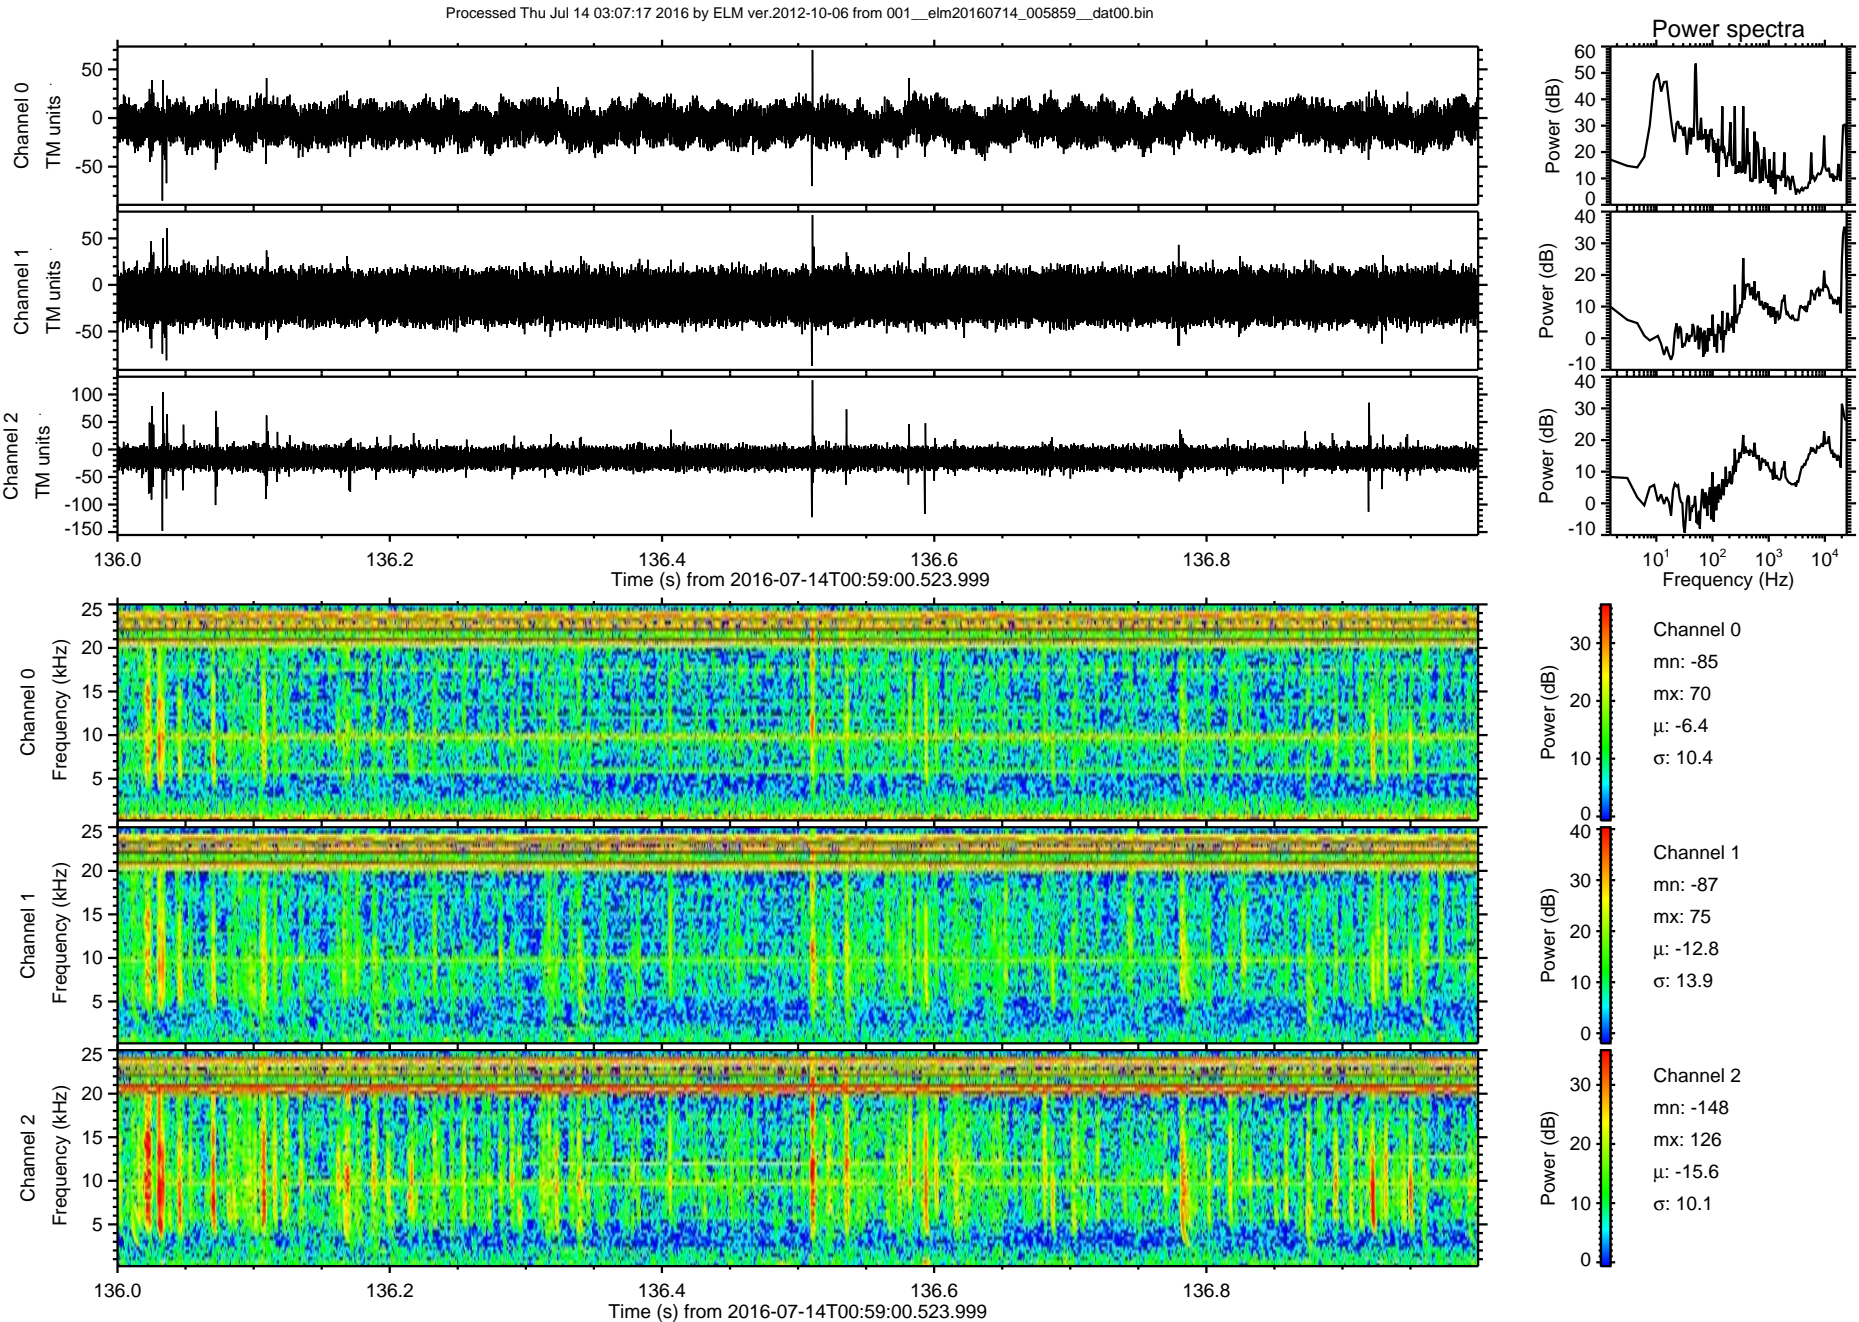 Processed Thu Jul 14 03:07:17 2016 by ELM ver.2012-10-06 from 001__elm20160714_005859__dat00.bin
Power spectra
Channel 0
TM units
50
0
-50
Power (dB)
60
50
40
30
20
10
0
Channel 1
TM units
50
0
-50
Power (dB)
40
30
20
10
0
-10
Channel 2
TM units
100
50
0
-50
-100
-150
Power (dB)
40
30
20
10
0
-10
136.0 136.2 136.4 136.6 136.8
Time (s) from 2016-07-14T00:59:00.523.999
10¹ 10² 10³ 10⁴
Frequency (Hz)
Channel 0
Frequency (kHz)
25
20
15
10
5
Power (dB)
30
20
10
0
Channel 0
mn: -85
mx: 70
μ: -6.4
σ: 10.4
Channel 1
Frequency (kHz)
25
20
15
10
5
Power (dB)
40
30
20
10
0
Channel 1
mn: -87
mx: 75
μ: -12.8
σ: 13.9
Channel 2
Frequency (kHz)
25
20
15
10
5
Power (dB)
30
20
10
0
Channel 2
mn: -148
mx: 126
μ: -15.6
σ: 10.1
136.0 136.2 136.4 136.6 136.8
Time (s) from 2016-07-14T00:59:00.523.999